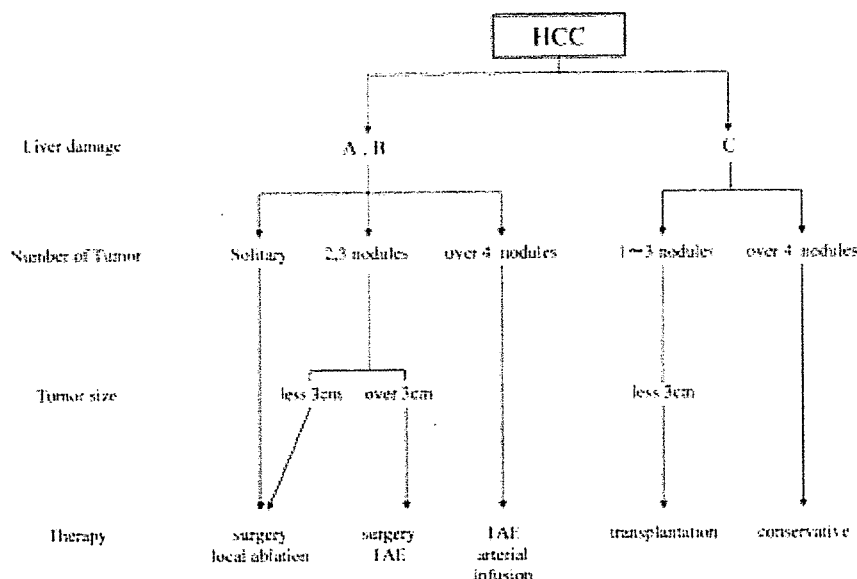 HCC
Liver damage
A , B
C
Number of Tumor
Solitary
2,3 nodules
over 4 nodules
1~3 nodules
over 4 nodules
Tumor size
less 3cm
over 3cm
less 3cm
Therapy
surgery
local ablation
surgery
TAE
TAE
arterial
infusion
transplantation
conservative